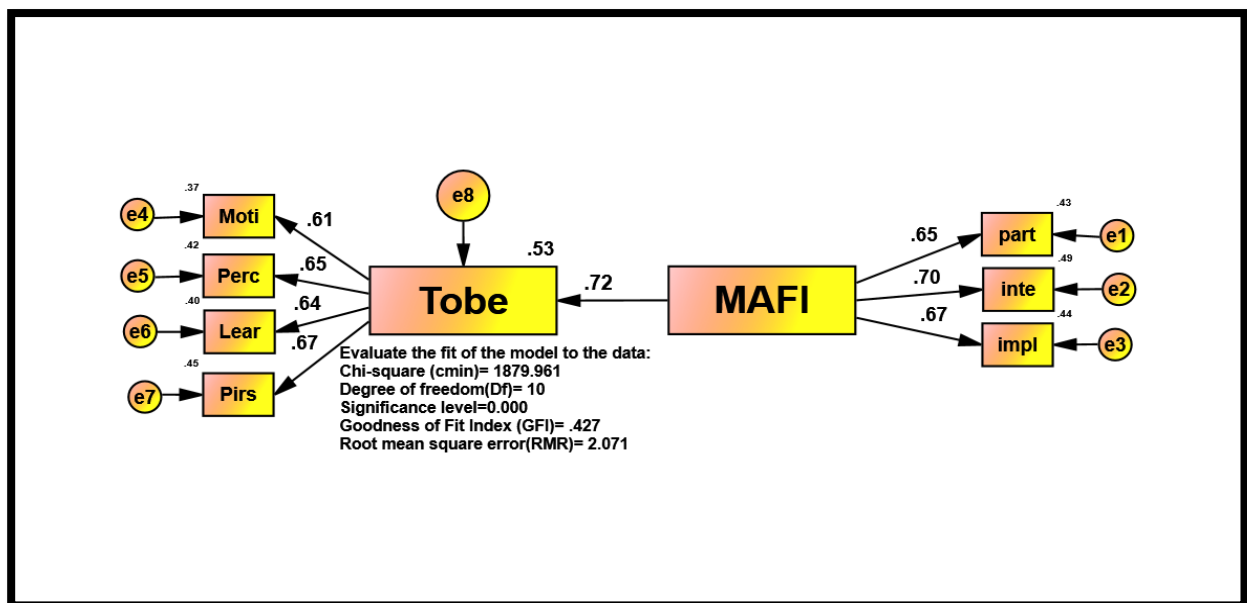 e8
.37
e4
Moti
.61
.42
e5
Perc
.65
.40
e6
Lear
.64
.45
e7
Pirs
.67
.53
Tobe
.72
MAFI
.65
.43
part
e1
.70
.49
inte
e2
.67
.44
impl
e3
Evaluate the fit of the model to the data:
Chi-square (cmin)= 1879.961
Degree of freedom(Df)= 10
Significance level=0.000
Goodness of Fit Index (GFI)= .427
Root mean square error(RMR)= 2.071